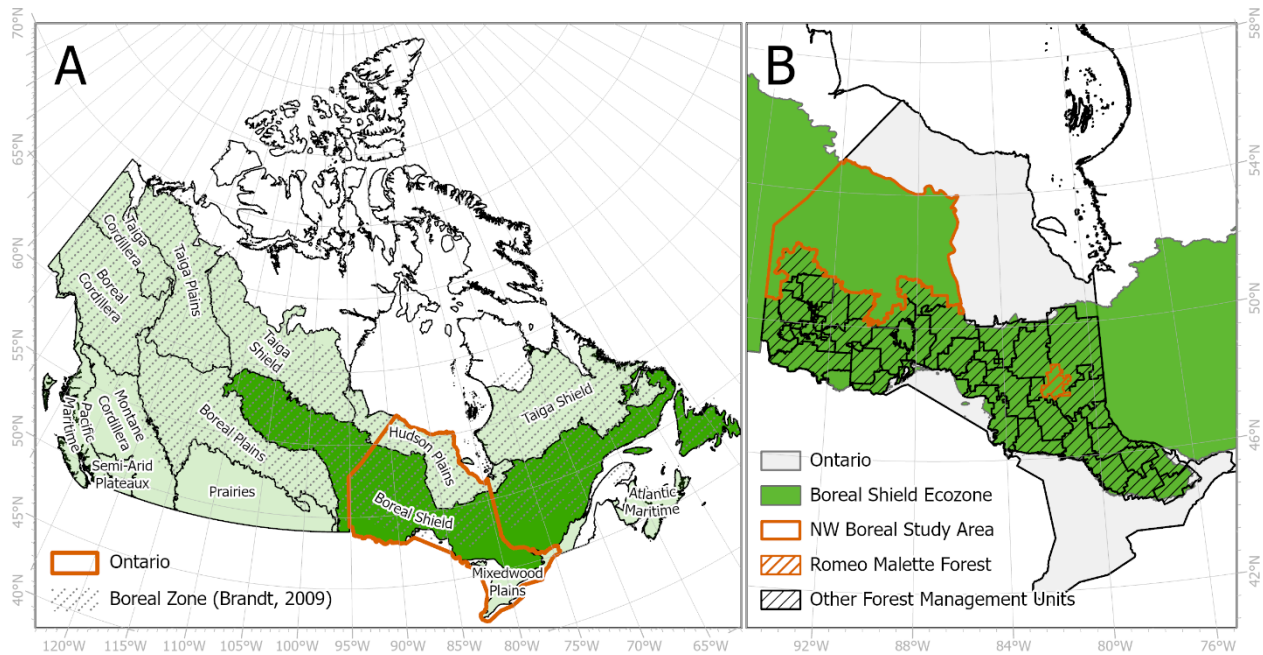 A
70°N
65°N
60°N
55°N
50°N
45°N
40°N
Taiga
Cordillera
Taiga Plains
Boreal
Cordillera
Taiga
Shield
Pacific
Maritime
Montane
Cordillera
Boreal Plains
Semi-Arid
Plateaux
Prairies
Hudson Plains
Boreal Shield
Taiga Shield
Atlantic
Maritime
Mixedwood
Plains
Ontario
Boreal Zone (Brandt, 2009)
120°W 115°W 110°W 105°W 100°W 95°W 90°W 85°W 80°W 75°W 70°W 65°W
B
58°N
54°N
50°N
46°N
42°N
Ontario
Boreal Shield Ecozone
NW Boreal Study Area
Romeo Malette Forest
Other Forest Management Units
92°W 88°W 84°W 80°W 76°W